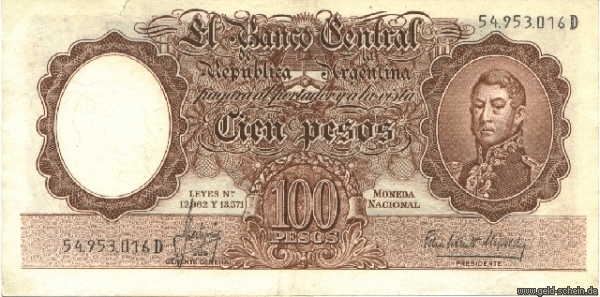 54.953.016 D
El Banco Central
de la
República Argentina
pagará al portador y a la vista
Cien pesos
LEYES Nº
12.962 Y 13.571
100
PESOS
MONEDA
NACIONAL
54.953.016 D
SUB
GERENTE GENERAL
PRESIDENTE
www.geld-schein.de